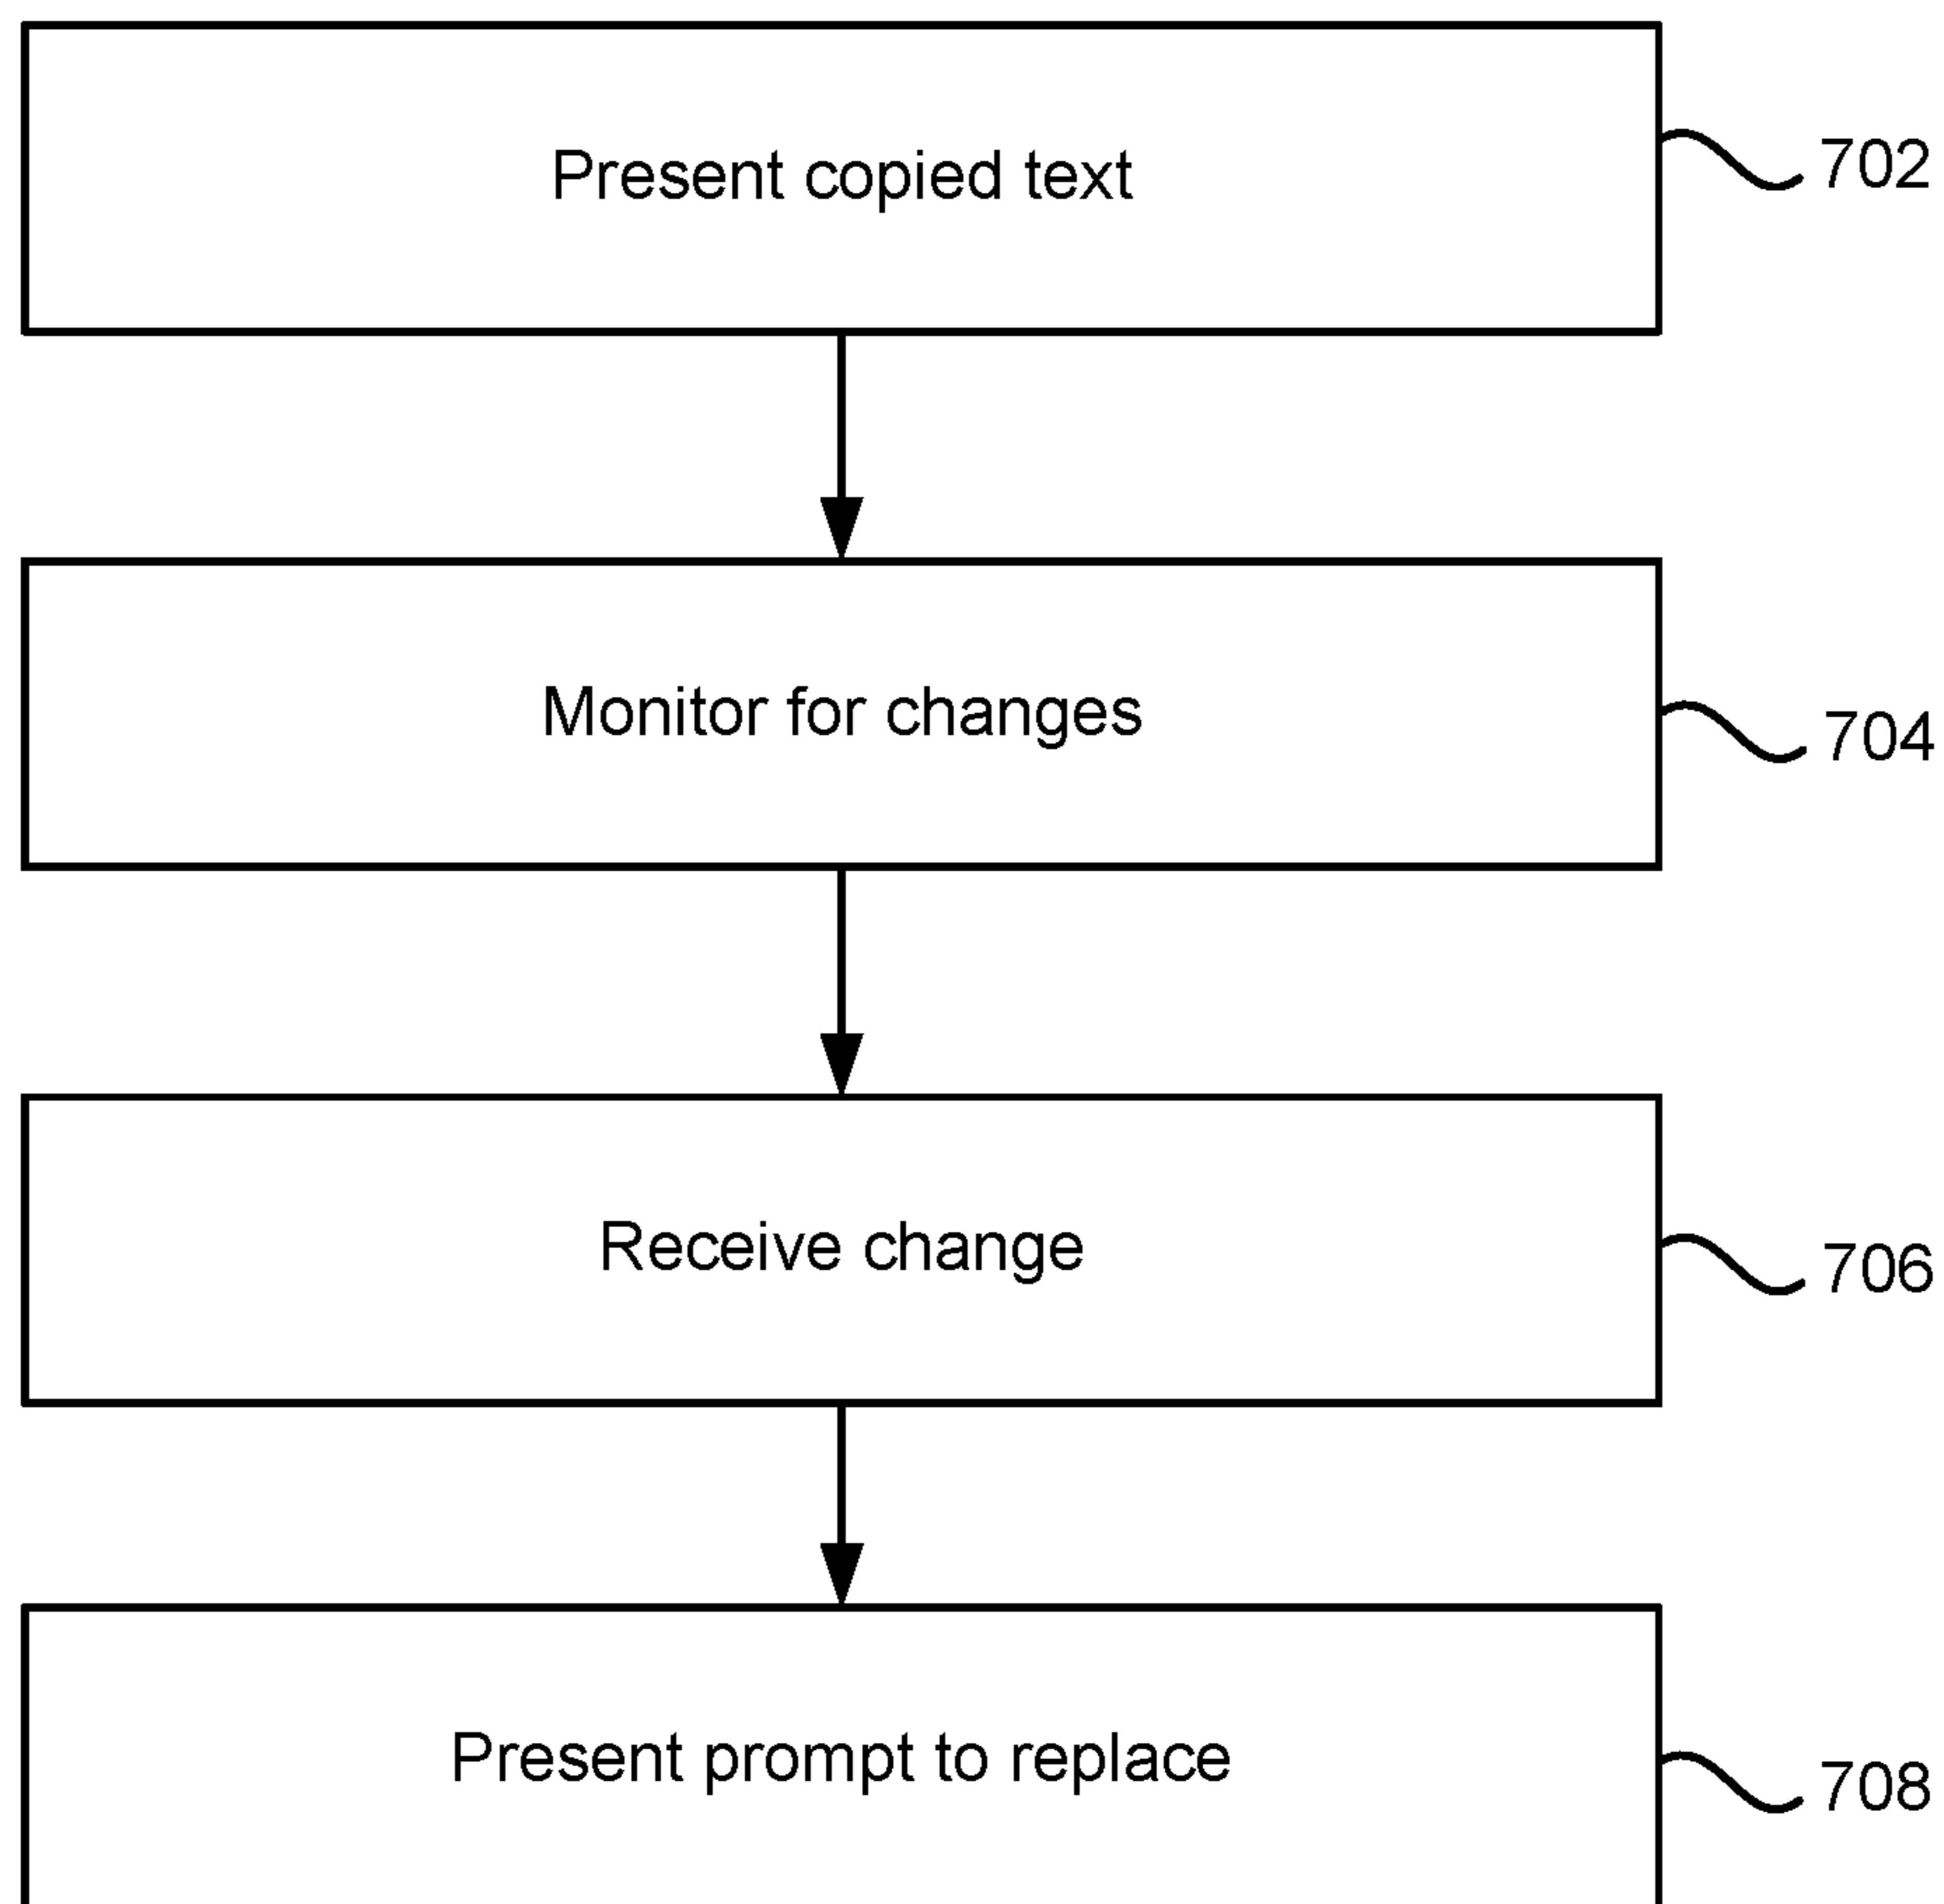 Present copied text
702
Monitor for changes
704
Receive change
706
Present prompt to replace
708